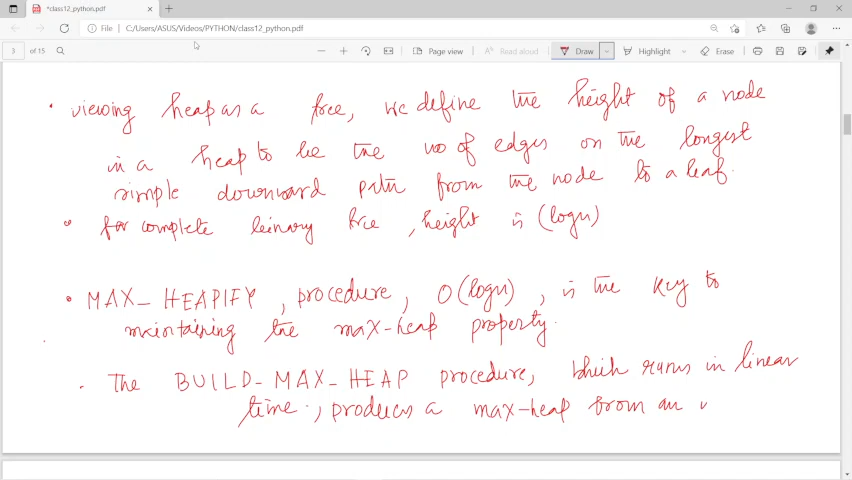 *class12_python.pdf
File
C:/Users/ASUS/Videos/PYTHON/class12_python.pdf
3 of 15
Page view
Read aloud
Draw
Highlight
Erase
• viewing heap as a tree, we define the height of a node
in a heap to be the no of edges on the longest
simple downward path from the node to a leaf.
• for complete binary tree, height is (logn)
• MAX_HEAPIFY, procedure, O(logn), is the key to
maintaining the max-heap property.
• The BUILD-MAX-HEAP procedure, which runs in linear
time, produces a max-heap from an